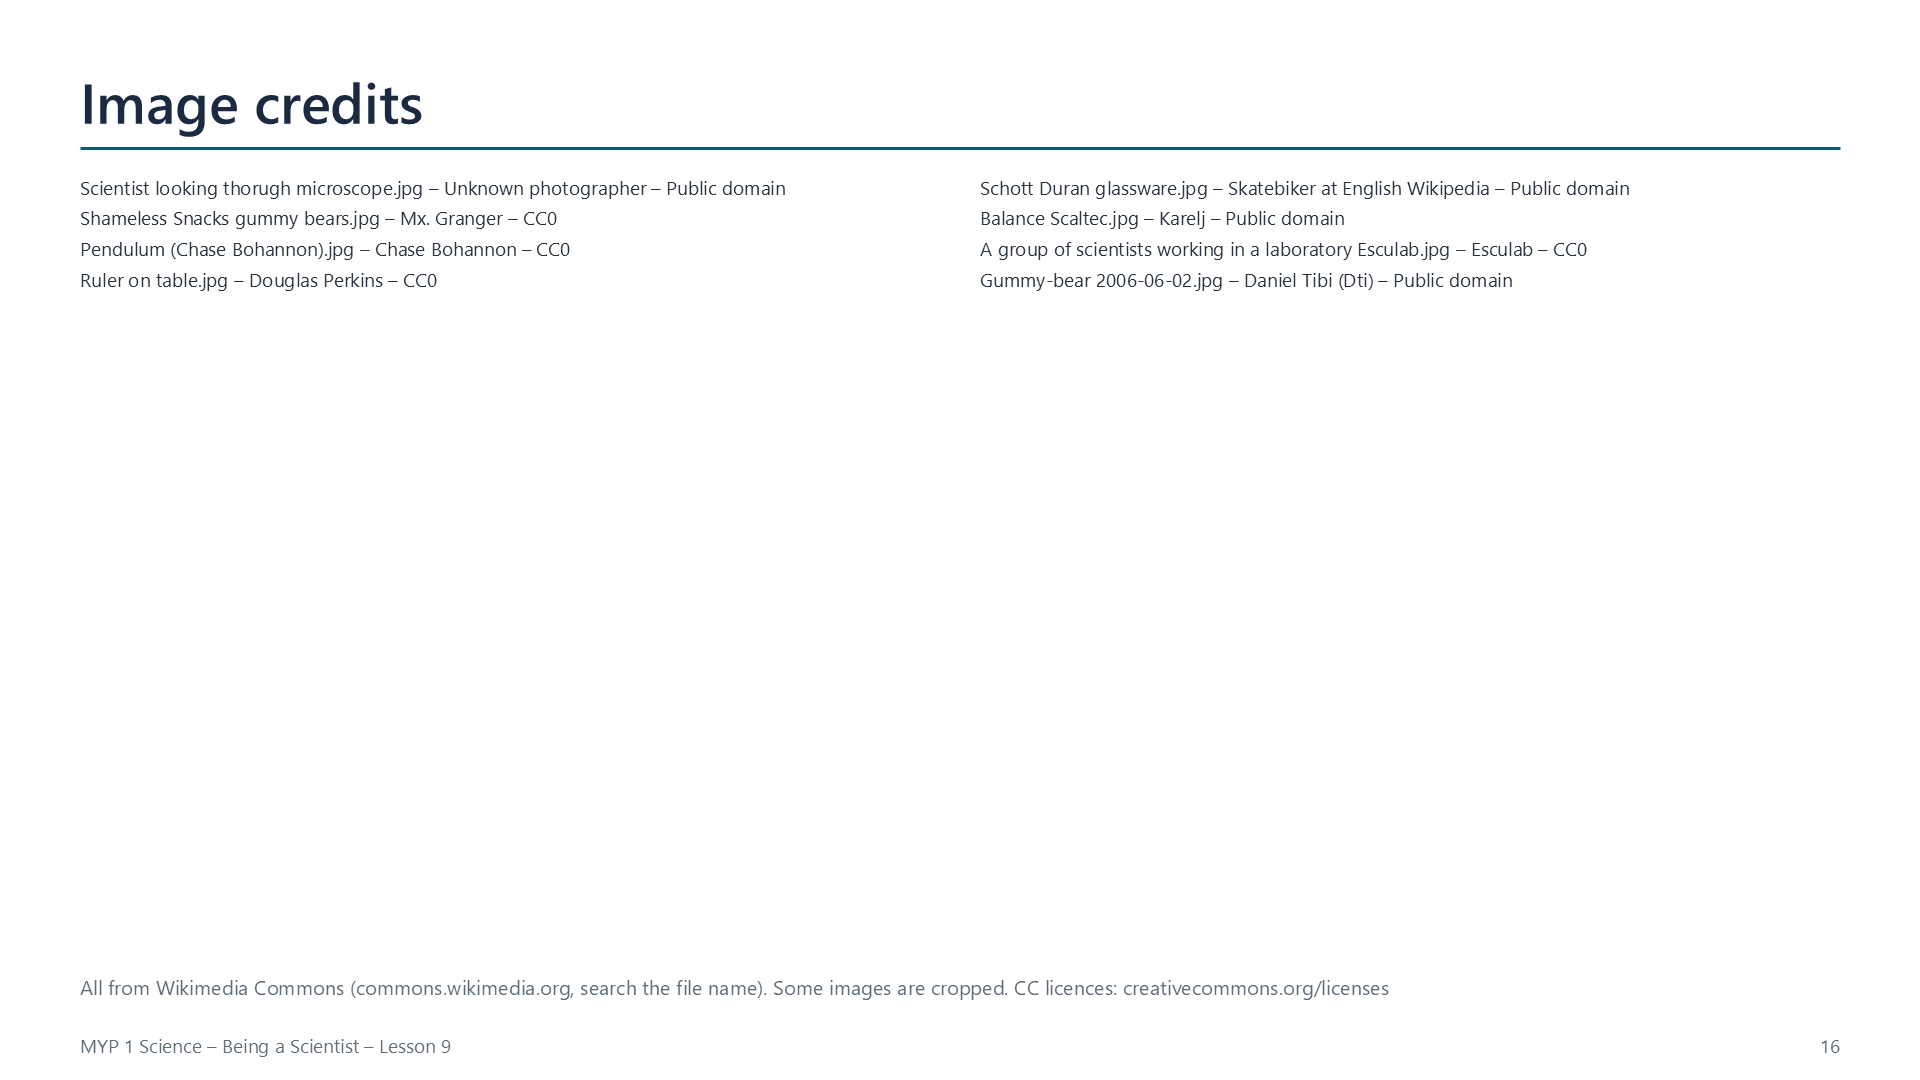 Image credits
Scientist looking thorugh microscope.jpg – Unknown photographer – Public domain
Shameless Snacks gummy bears.jpg – Mx. Granger – CC0
Pendulum (Chase Bohannon).jpg – Chase Bohannon – CC0
Ruler on table.jpg – Douglas Perkins – CC0
Schott Duran glassware.jpg – Skatebiker at English Wikipedia – Public domain
Balance Scaltec.jpg – Karelj – Public domain
A group of scientists working in a laboratory Esculab.jpg – Esculab – CC0
Gummy-bear 2006-06-02.jpg – Daniel Tibi (Dti) – Public domain
All from Wikimedia Commons (commons.wikimedia.org, search the file name). Some images are cropped. CC licences: creativecommons.org/licenses
MYP 1 Science – Being a Scientist – Lesson 9
16